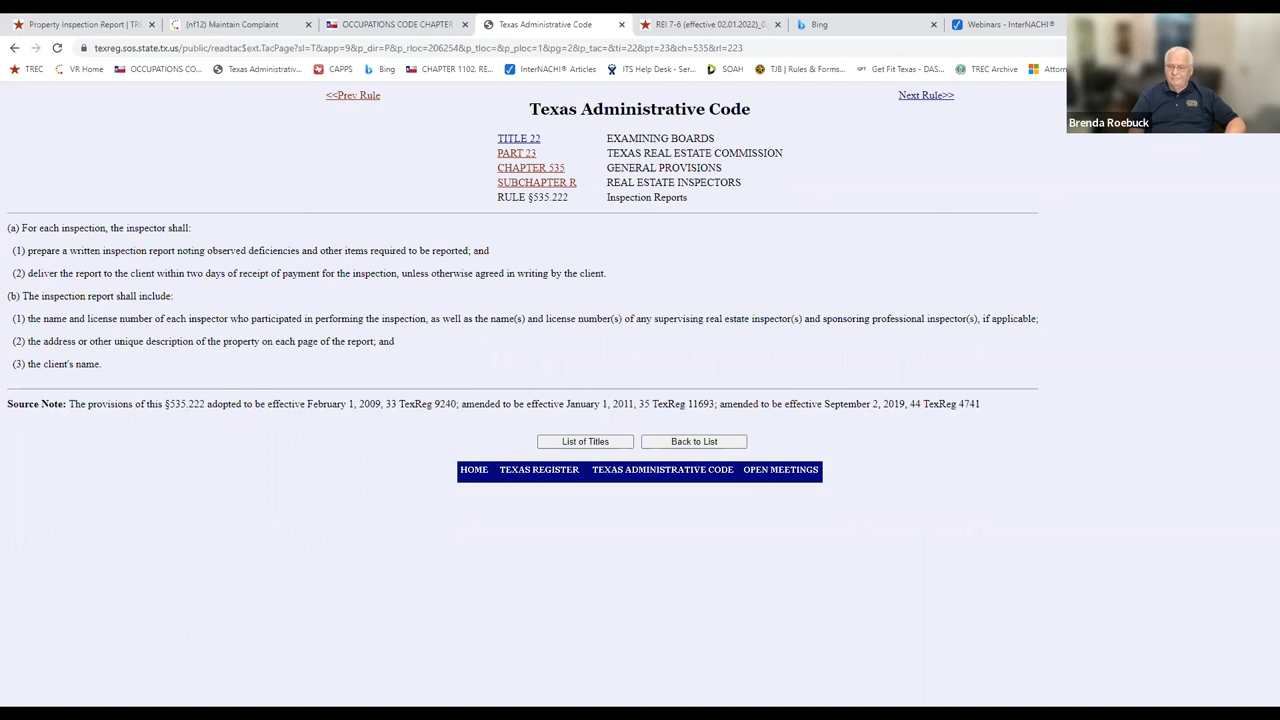 Property Inspection Report | TRE
(nf12) Maintain Complaint
OCCUPATIONS CODE CHAPTER
Texas Administrative Code
REI 7-6 (effective 02.01.2022)_0
Bing
Webinars - InterNACHI®
texreg.sos.state.tx.us/public/readtac$ext.TacPage?sl=T&app=9&p_dir=P&p_rloc=206254&p_tloc=&p_ploc=1&pg=2&p_tac=&ti=22&pt=23&ch=535&rl=223
TREC
VR Home
OCCUPATIONS CO...
Texas Administrativ...
CAPPS
Bing
CHAPTER 1102. RE...
InterNACHI® Articles
ITS Help Desk - Ser...
SOAH
TJB | Rules & Forms...
Get Fit Texas - DAS...
TREC Archive
Attorn
Brenda Roebuck
<<Prev Rule
Next Rule>>
Texas Administrative Code
TITLE 22 EXAMINING BOARDS
PART 23 TEXAS REAL ESTATE COMMISSION
CHAPTER 535 GENERAL PROVISIONS
SUBCHAPTER R REAL ESTATE INSPECTORS
RULE §535.222 Inspection Reports
(a) For each inspection, the inspector shall:
(1) prepare a written inspection report noting observed deficiencies and other items required to be reported; and
(2) deliver the report to the client within two days of receipt of payment for the inspection, unless otherwise agreed in writing by the client.
(b) The inspection report shall include:
(1) the name and license number of each inspector who participated in performing the inspection, as well as the name(s) and license number(s) of any supervising real estate inspector(s) and sponsoring professional inspector(s), if applicable;
(2) the address or other unique description of the property on each page of the report; and
(3) the client's name.
Source Note: The provisions of this §535.222 adopted to be effective February 1, 2009, 33 TexReg 9240; amended to be effective January 1, 2011, 35 TexReg 11693; amended to be effective September 2, 2019, 44 TexReg 4741
List of Titles
Back to List
HOME TEXAS REGISTER TEXAS ADMINISTRATIVE CODE OPEN MEETINGS